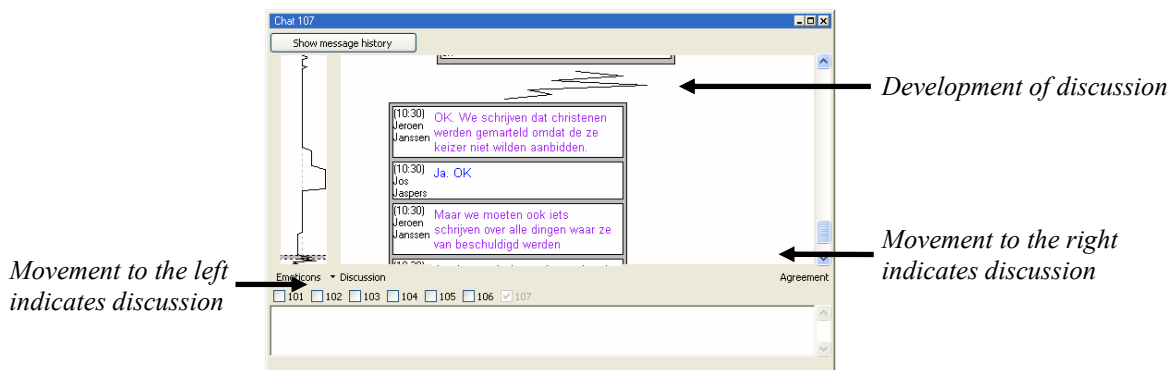 Chat 107
Show message history
Development of discussion
(10:30)
Jeroen
Janssen
OK. We schrijven dat christenen
werden gemarteld omdat de ze
keizer niet wilden aanbidden.
(10:30)
Jos
Jaspers
Ja. OK
(10:30)
Jeroen
Janssen
Maar we moeten ook iets
schrijven over alle dingen waar ze
van beschuldigd werden
Movement to the right
indicates discussion
Movement to the left
indicates discussion
Emoticons Discussion Agreement
101 102 103 104 105 106 107